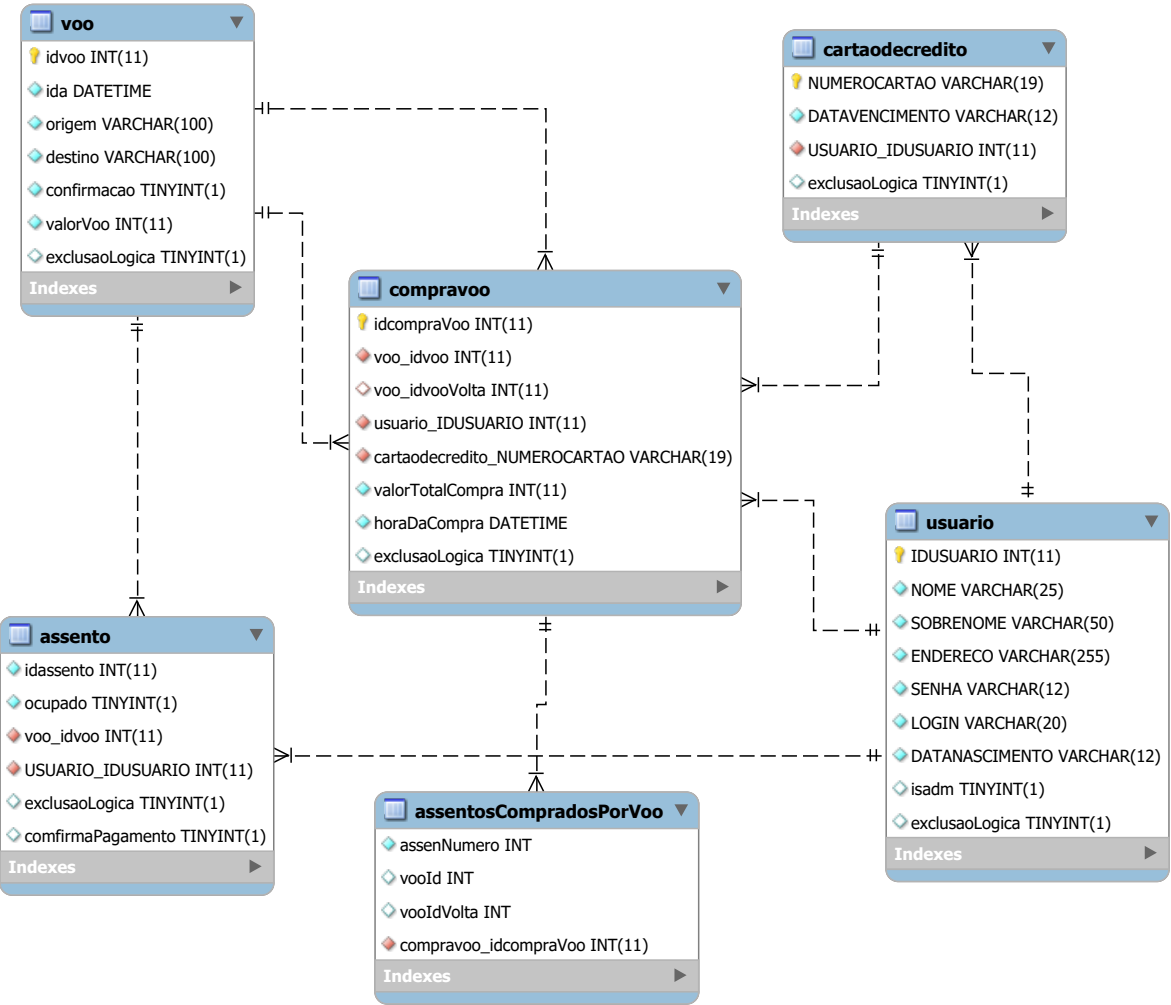 voo
idvoo INT(11)
ida DATETIME
origem VARCHAR(100)
destino VARCHAR(100)
confirmacao TINYINT(1)
valorVoo INT(11)
exclusaoLogica TINYINT(1)
Indexes
cartaodecredito
NUMEROCARTAO VARCHAR(19)
DATAVENCIMENTO VARCHAR(12)
USUARIO_IDUSUARIO INT(11)
exclusaoLogica TINYINT(1)
Indexes
compravoo
idcompraVoo INT(11)
voo_idvoo INT(11)
voo_idvooVolta INT(11)
usuario_IDUSUARIO INT(11)
cartaodecredito_NUMEROCARTAO VARCHAR(19)
valorTotalCompra INT(11)
horaDaCompra DATETIME
exclusaoLogica TINYINT(1)
Indexes
usuario
IDUSUARIO INT(11)
NOME VARCHAR(25)
SOBRENOME VARCHAR(50)
ENDERECO VARCHAR(255)
SENHA VARCHAR(12)
LOGIN VARCHAR(20)
DATANASCIMENTO VARCHAR(12)
isadm TINYINT(1)
exclusaoLogica TINYINT(1)
Indexes
assento
idassento INT(11)
ocupado TINYINT(1)
voo_idvoo INT(11)
USUARIO_IDUSUARIO INT(11)
exclusaoLogica TINYINT(1)
comfirmaPagamento TINYINT(1)
Indexes
assentosCompradosPorVoo
assenNumero INT
vooId INT
vooIdVolta INT
compravoo_idcompraVoo INT(11)
Indexes